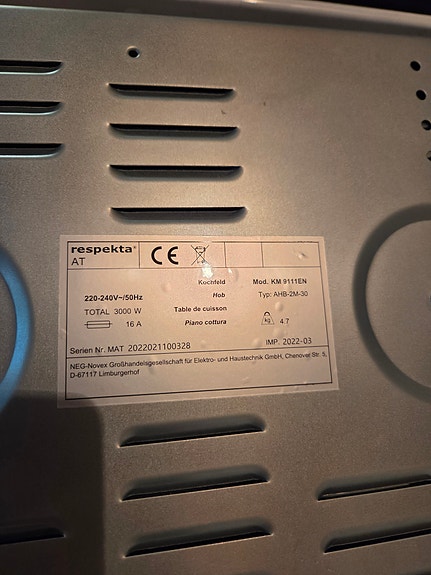 respekta®
AT
CE
Kochfeld Mod. KM 9111EN
220-240V~/50Hz Hob Typ: AHB-2M-30
TOTAL 3000 W Table de cuisson
16 A Piano cottura kg 4.7
Serien Nr. MAT 2022021100328 IMP. 2022-03
NEG-Novex Großhandelsgesellschaft für Elektro- und Haustechnik GmbH, Chenover Str. 5,
D-67117 Limburgerhof